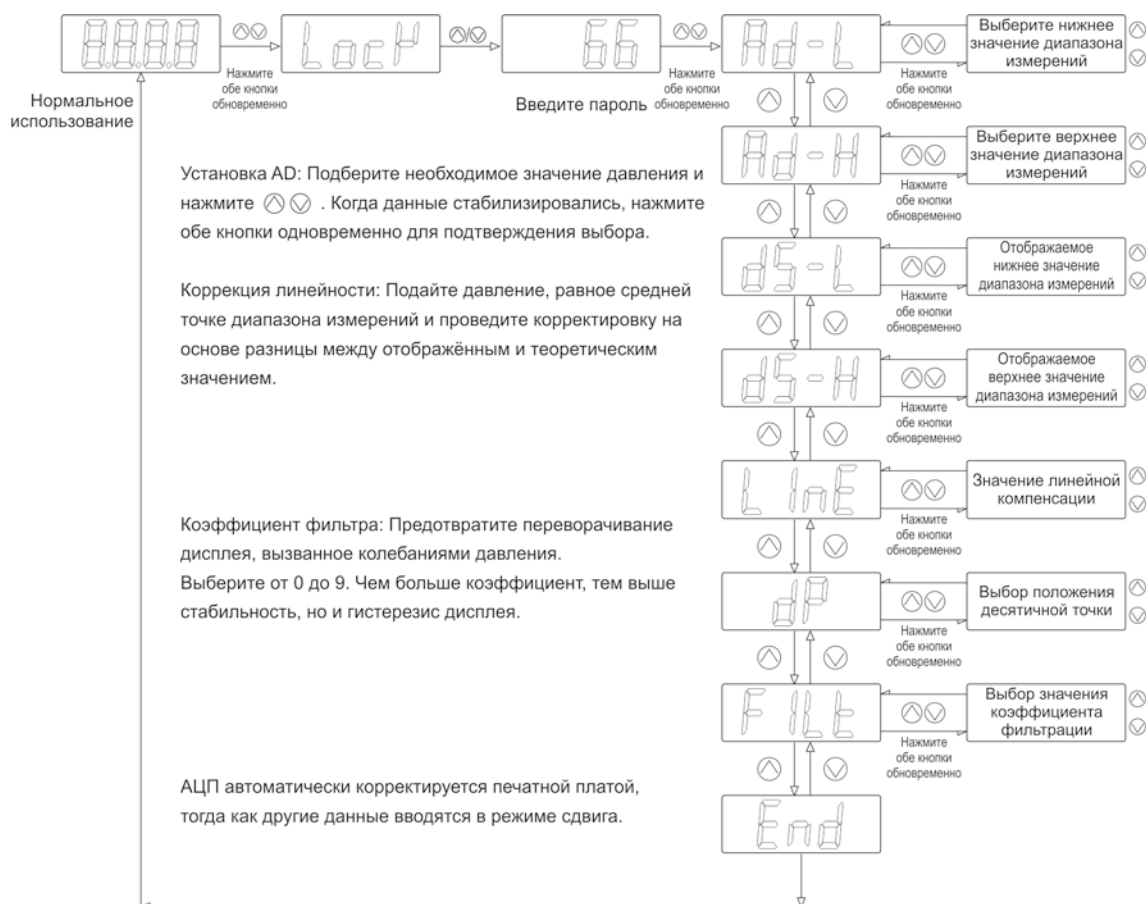 8.8.8.8
Locy
66
Ad-L
Выберите нижнее
значение диапазона
измерений
Нажмите
обе кнопки
обновременно
Нажмите
обе кнопки
обновременно
Нажмите
обе кнопки
обновременно
Нормальное
использование
Введите пароль
Ad-H
Выберите верхнее
значение диапазона
измерений
Нажмите
обе кнопки
обновременно
Установка AD: Подберите необходимое значение давления и
нажмите . Когда данные стабилизировались, нажмите
обе кнопки одновременно для подтверждения выбора.
dS-L
Отображаемое
нижнее значение
диапазона измерений
Нажмите
обе кнопки
обновременно
Коррекция линейности: Подайте давление, равное средней
точке диапазона измерений и проведите корректировку на
основе разницы между отображённым и теоретическим
значением.
dS-H
Отображаемое
верхнее значение
диапазона измерений
Нажмите
обе кнопки
обновременно
LInE
Значение линейной
компенсации
Нажмите
обе кнопки
обновременно
Коэффициент фильтра: Предотвратите переворачивание
дисплея, вызванное колебаниями давления.
Выберите от 0 до 9. Чем больше коэффициент, тем выше
стабильность, но и гистерезис дисплея.
dP
Выбор положения
десятичной точки
Нажмите
обе кнопки
обновременно
FILt
Выбор значения
коэффициента
фильтрации
Нажмите
обе кнопки
обновременно
АЦП автоматически корректируется печатной платой,
тогда как другие данные вводятся в режиме сдвига.
End